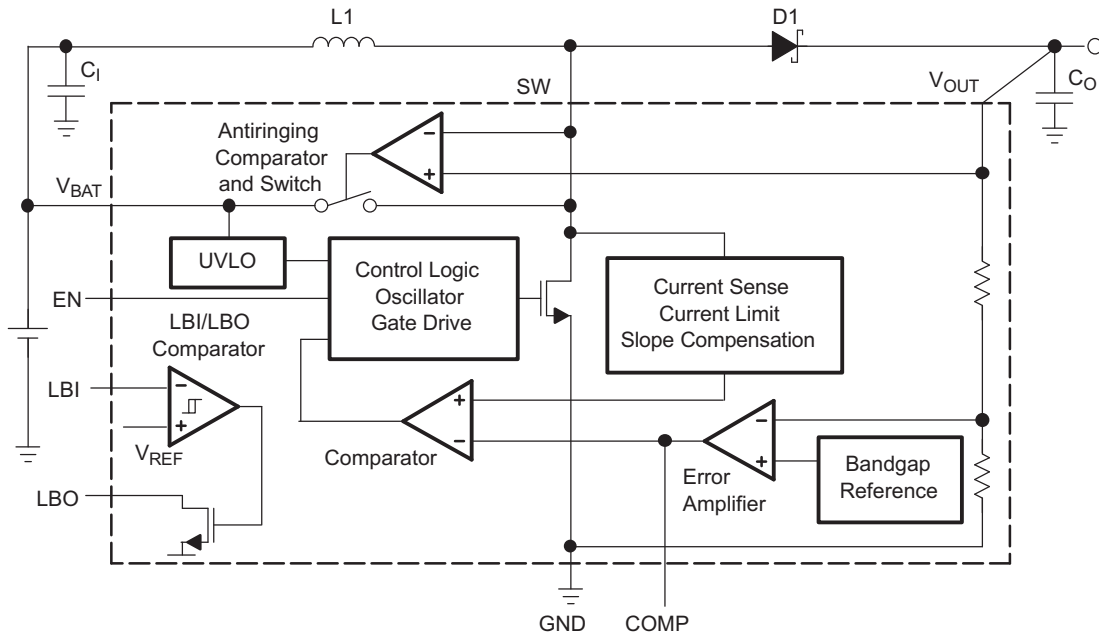 L1
D1
C_I
SW
V_OUT
C_O
Antiringing
Comparator
and Switch
−
+
V_BAT
UVLO
Control Logic
Oscillator
Gate Drive
Current Sense
Current Limit
Slope Compensation
EN
LBI/LBO
Comparator
LBI
−
+
V_REF
+
−
Comparator
−
+
Error
Amplifier
Bandgap
Reference
LBO
GND
COMP